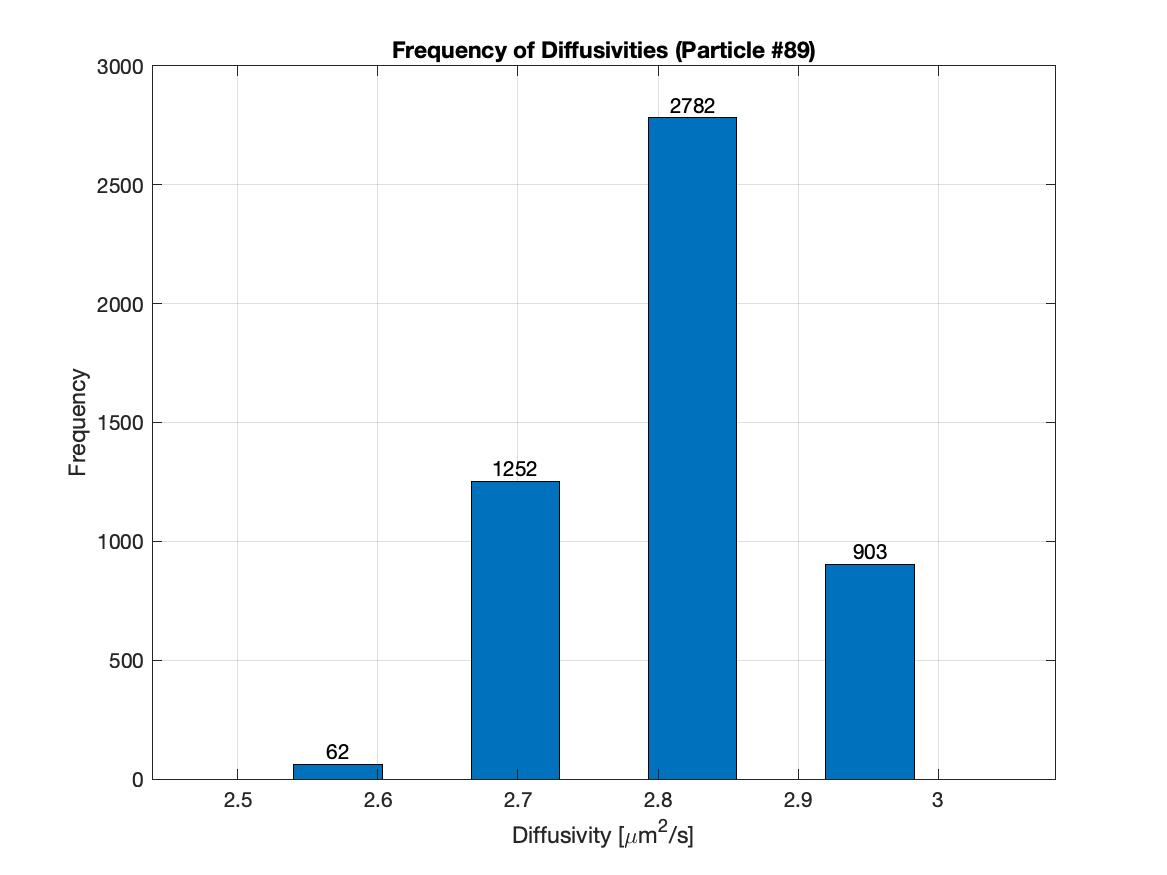 Frequency of Diffusivities (Particle #89)
3000
2500
2000
1500
1000
500
0
Frequency
62
1252
2782
903
2.5 2.6 2.7 2.8 2.9 3
Diffusivity [μm²/s]